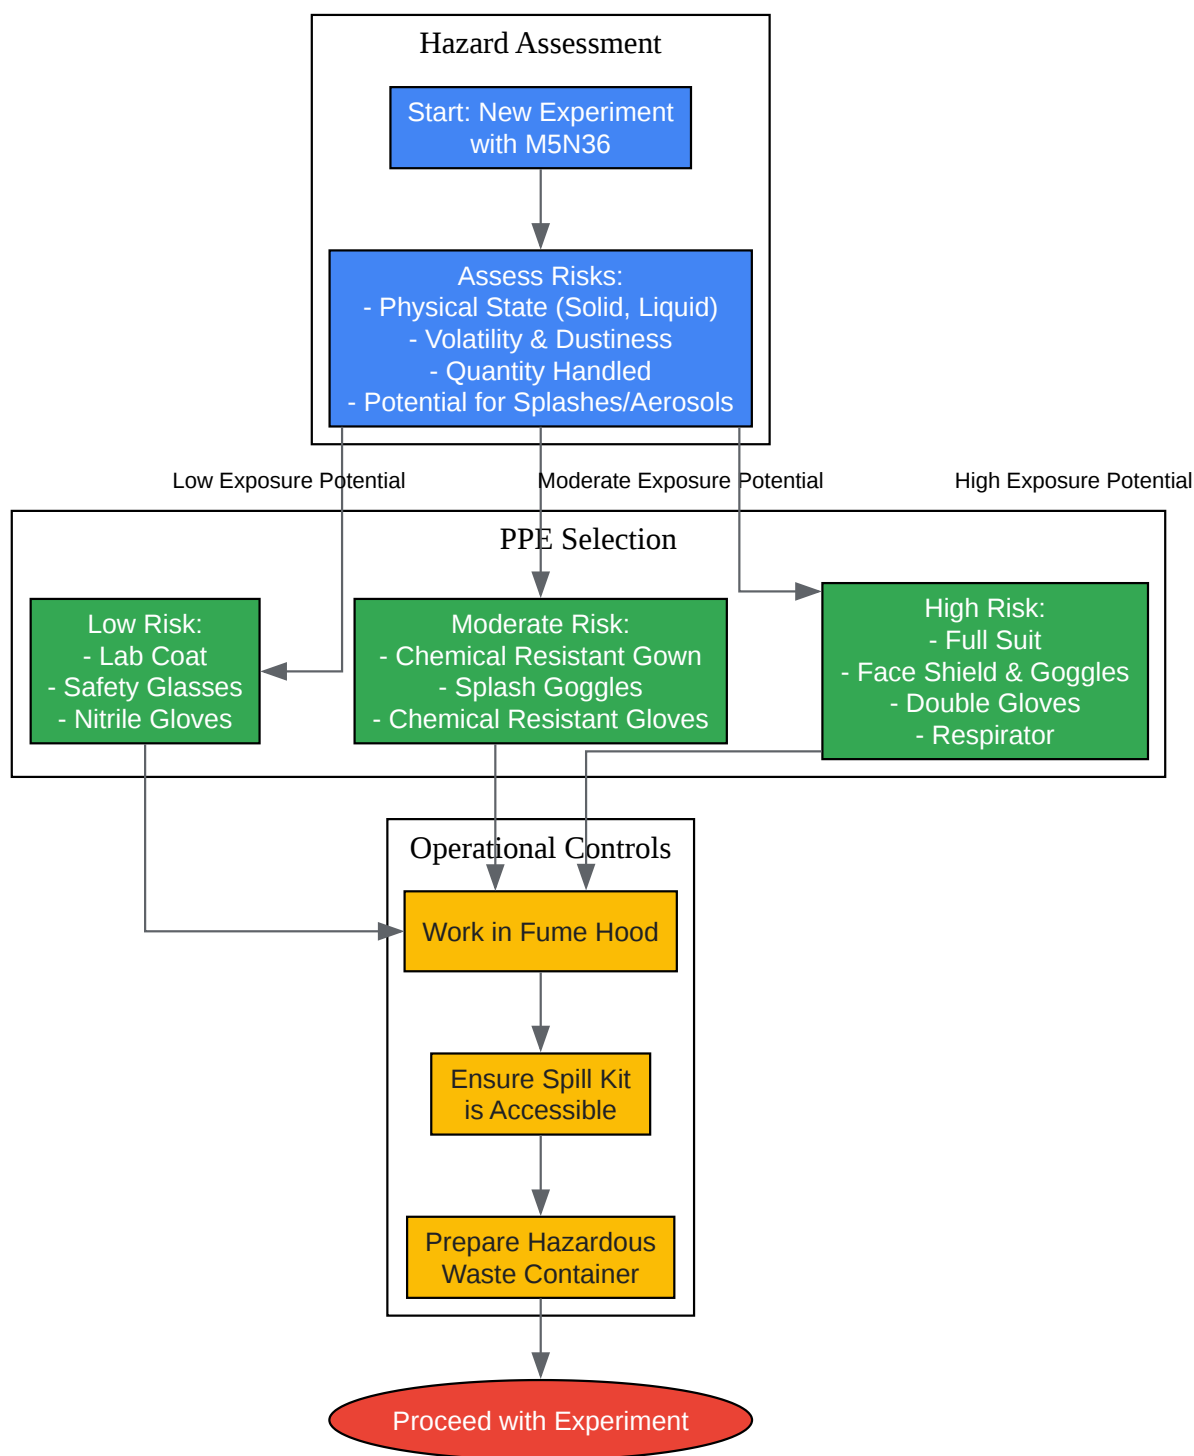 Hazard Assessment
Start: New Experiment
with M5N36
Assess Risks:
- Physical State (Solid, Liquid)
- Volatility & Dustiness
- Quantity Handled
- Potential for Splashes/Aerosols
Low Exposure Potential
Moderate Exposure Potential
High Exposure Potential
PPE Selection
Low Risk:
- Lab Coat
- Safety Glasses
- Nitrile Gloves
Moderate Risk:
- Chemical Resistant Gown
- Splash Goggles
- Chemical Resistant Gloves
High Risk:
- Full Suit
- Face Shield & Goggles
- Double Gloves
- Respirator
Operational Controls
Work in Fume Hood
Ensure Spill Kit
is Accessible
Prepare Hazardous
Waste Container
Proceed with Experiment